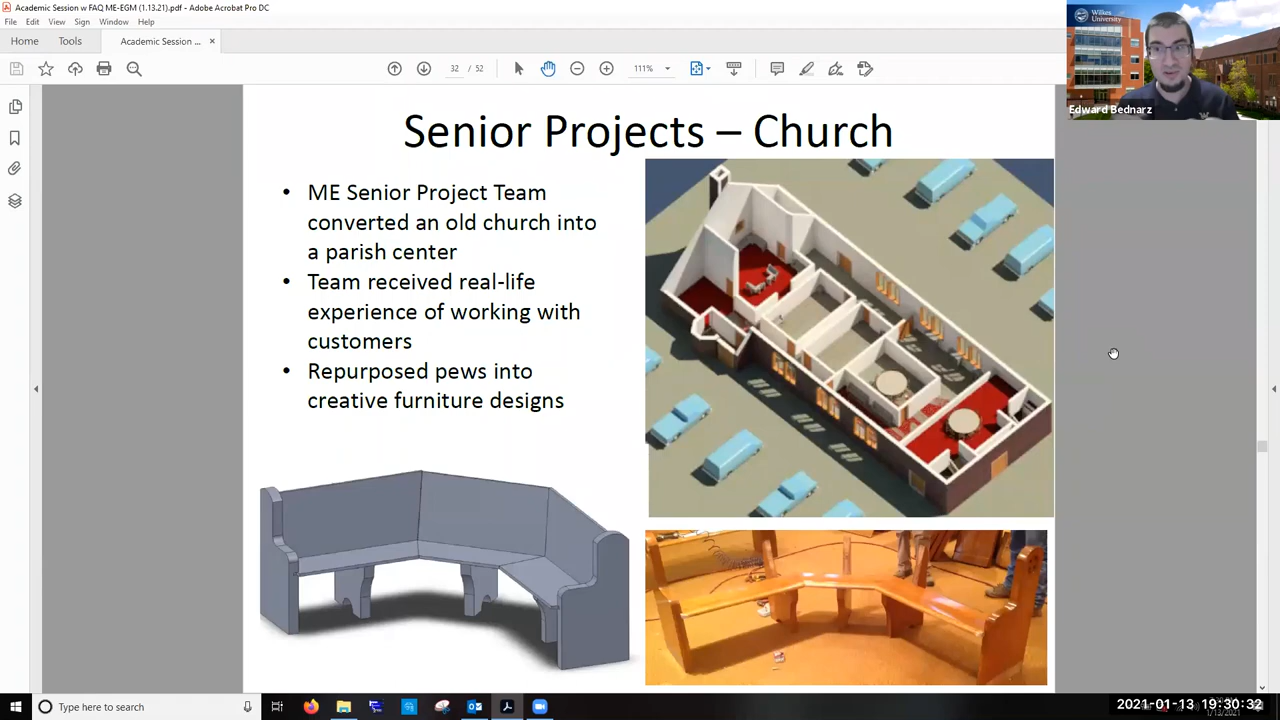 Academic Session w FAQ ME-EGM (1.13.21).pdf - Adobe Acrobat Pro DC
File Edit View Sign Window Help
Home Tools Academic Session ... ×
32 / 52 111%
Wilkes University
Edward Bednarz
Senior Projects – Church
• ME Senior Project Team
converted an old church into
a parish center
• Team received real-life
experience of working with
customers
• Repurposed pews into
creative furniture designs
Type here to search
2021-01-13 19:30:32